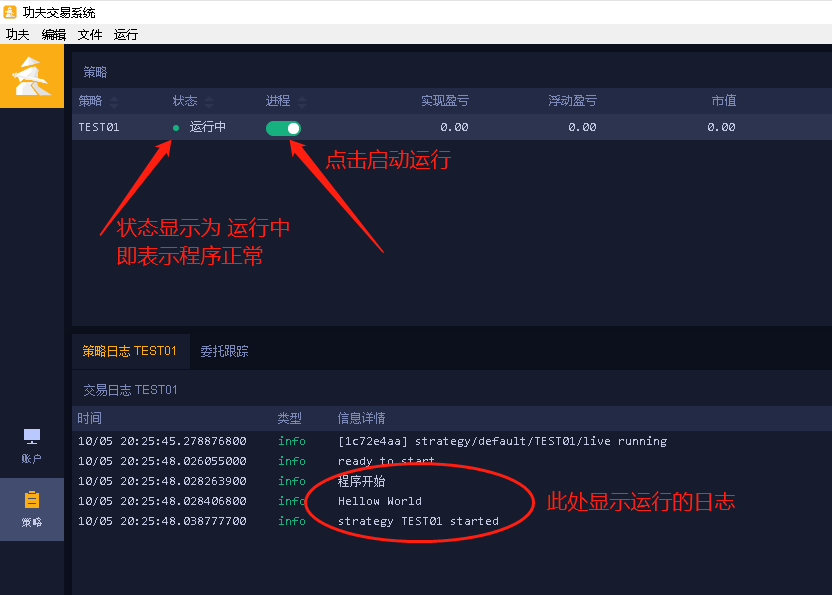 功夫交易系统
功夫 编辑 文件 运行
策略
策略 状态 进程 实现盈亏 浮动盈亏 市值
TEST01 运行中 0.00 0.00 0.00
点击启动运行
状态显示为 运行中
即表示程序正常
策略日志 TEST01 委托跟踪
交易日志 TEST01
时间 类型 信息详情
10/05 20:25:45.278876800 info [1c72e4aa] strategy/default/TEST01/live running
10/05 20:25:48.026055000 info ready to start
10/05 20:25:48.028263900 info 程序开始
10/05 20:25:48.028406800 info Hellow World
10/05 20:25:48.038777700 info strategy TEST01 started
此处显示运行的日志
账户
策略